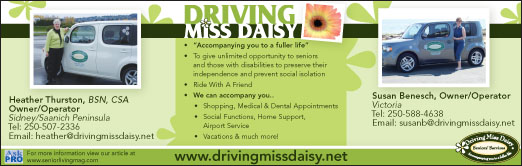 DRIVING
MiSS DAISY
• "Accompanying you to a fuller life"
• To give unlimited opportunity to seniors
and those with disabilities to preserve their
independence and prevent social isolation
• Ride With A Friend
• We can accompany you..
• Shopping, Medical & Dental Appointments
• Social Functions, Home Support,
Airport Service
• Vacations & much more!
Heather Thurston, BSN, CSA
Owner/Operator
Sidney/Saanich Peninsula
Tel: 250-507-2336
Email: heather@drivingmissdaisy.net
Susan Benesch, Owner/Operator
Victoria
Tel: 250-588-4638
Email: susanb@drivingmissdaisy.net
Ask
PRO
For more information view our article at
www.seniorlivingmag.com
www.drivingmissdaisy.net
Driving Miss Daisy
Seniors' Services